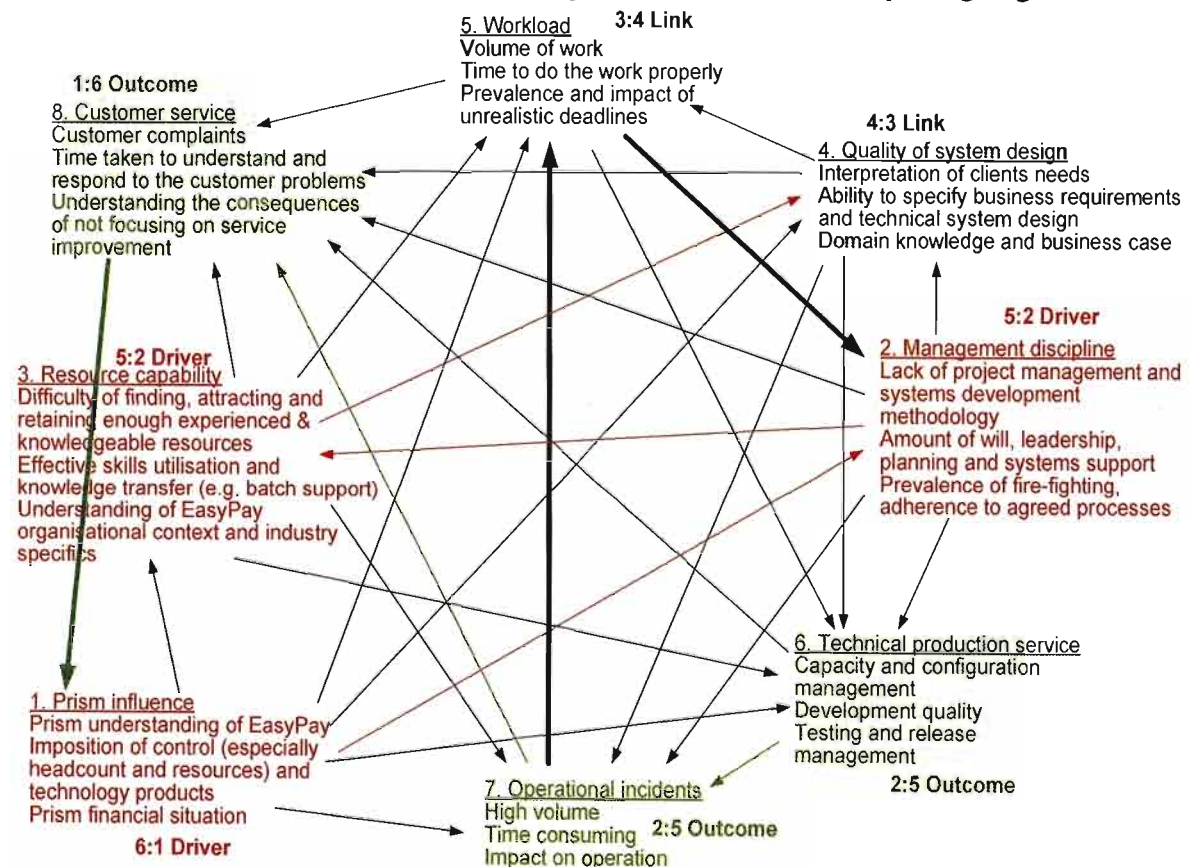 3:4 Link
5. Workload
Volume of work
Time to do the work properly
Prevalence and impact of
unrealistic deadlines
1:6 Outcome
8. Customer service
Customer complaints
Time taken to understand and
respond to the customer problems
Understanding the consequences
of not focusing on service
improvement
4:3 Link
4. Quality of system design
Interpretation of clients needs
Ability to specify business requirements
and technical system design
Domain knowledge and business case
5:2 Driver
2. Management discipline
Lack of project management and
systems development
methodology
Amount of will, leadership,
planning and systems support
Prevalence of fire-fighting,
adherence to agreed processes
5:2 Driver
3. Resource capability
Difficulty of finding, attracting and
retaining enough experienced &
knowledgeable resources
Effective skills utilisation and
knowledge transfer (e.g. batch support)
Understanding of EasyPay
organisational context and industry
specifics
6. Technical production service
Capacity and configuration
management
Development quality
Testing and release
management
2:5 Outcome
1. Prism influence
Prism understanding of EasyPay
Imposition of control (especially
headcount and resources) and
technology products
Prism financial situation
6:1 Driver
7. Operational incidents
High volume
Time consuming
Impact on operation
2:5 Outcome